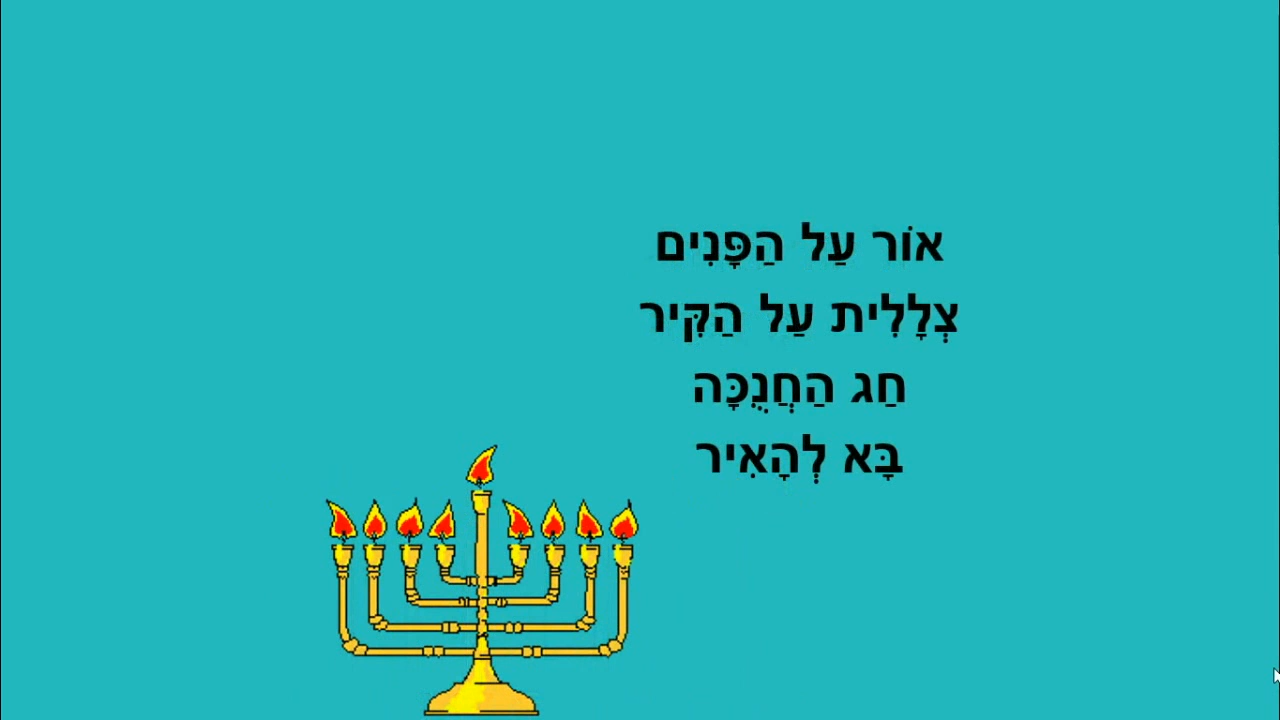 אוֹר עַל הַפָּנִים
צְלָלִית עַל הַקִּיר
חַג הַחֲנֻכָּה
בָּא לְהָאִיר